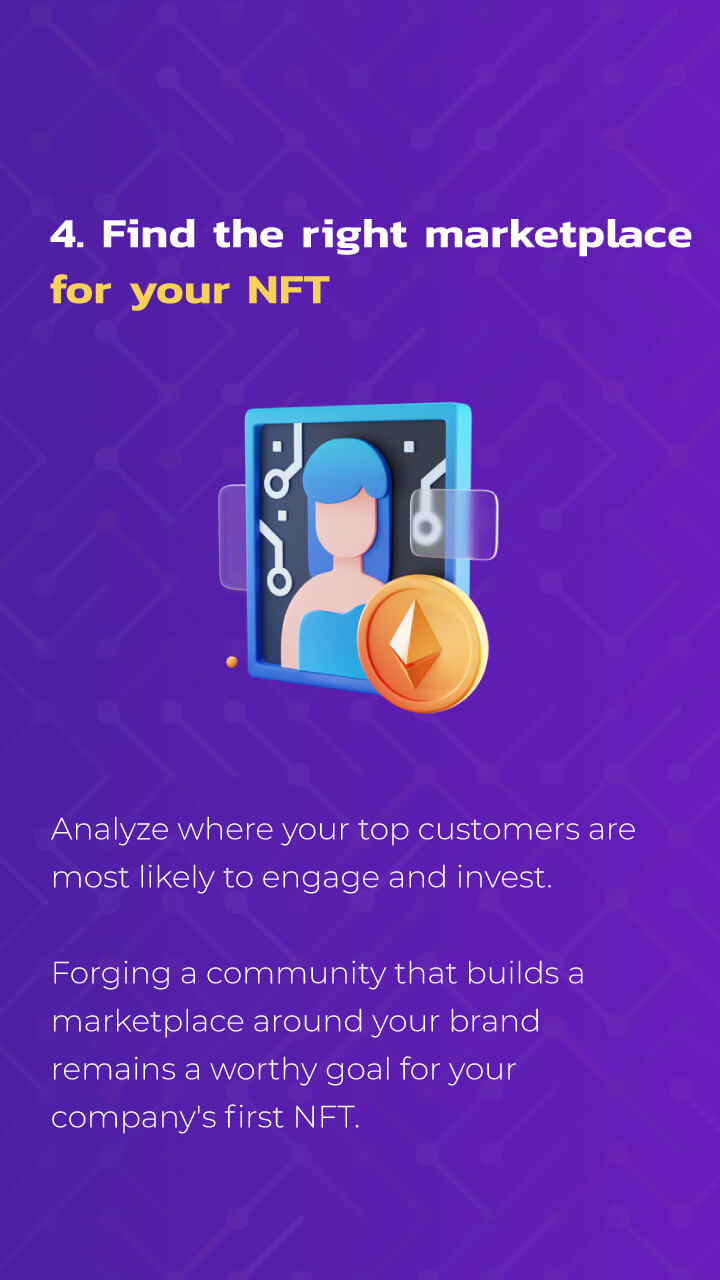 4. Find the right marketplace
for your NFT
Analyze where your top customers are
most likely to engage and invest.
Forging a community that builds a
marketplace around your brand
remains a worthy goal for your
company's first NFT.